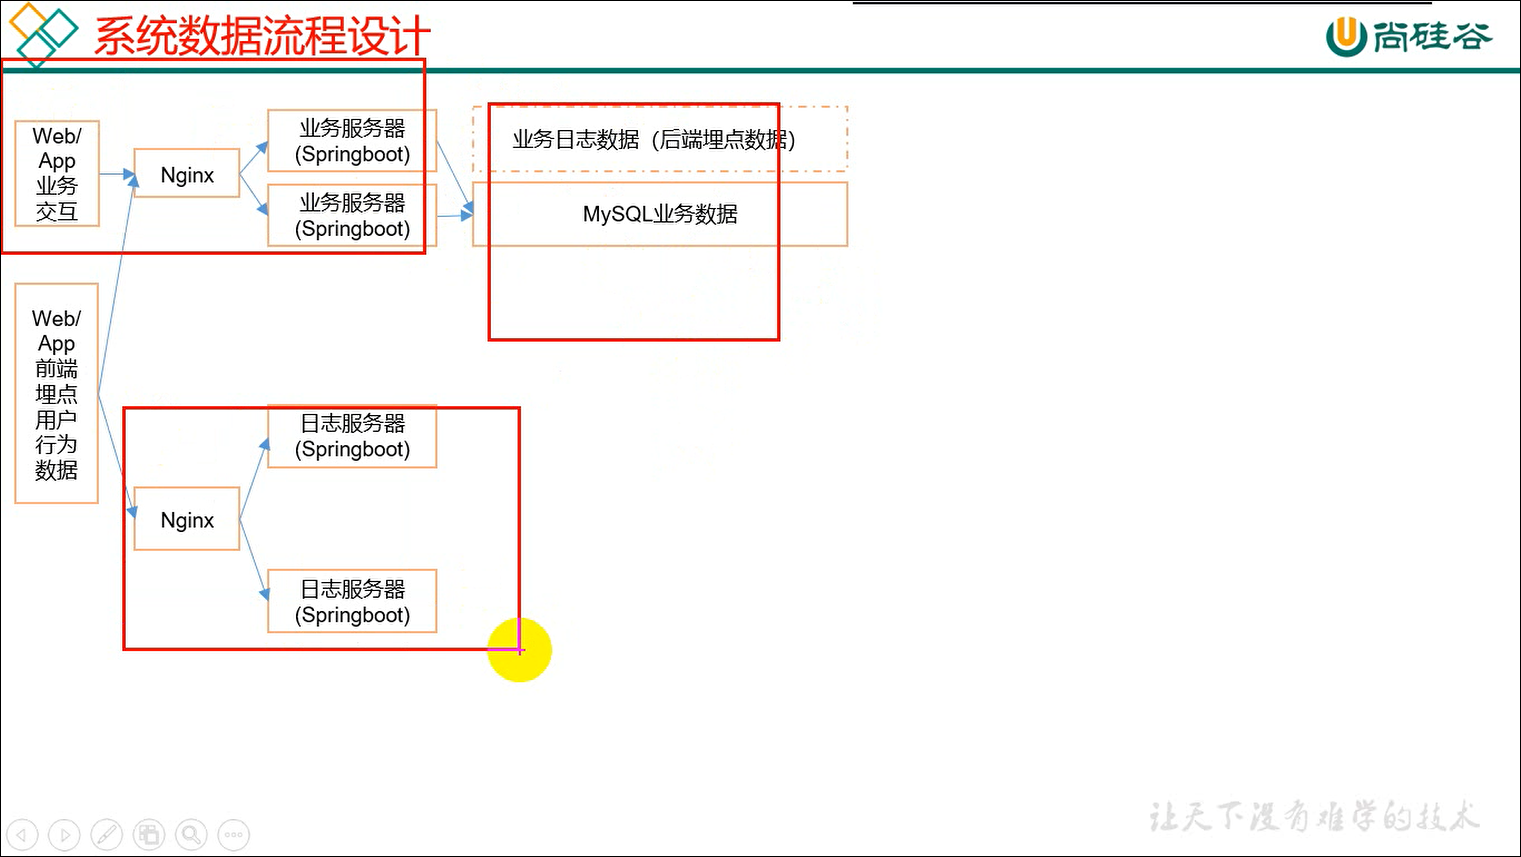 系统数据流程设计
尚硅谷
Web/
App
业务
交互
Nginx
业务服务器
(Springboot)
业务服务器
(Springboot)
业务日志数据（后端埋点数据）
MySQL业务数据
Web/
App
前端
埋点
用户
行为
数据
Nginx
日志服务器
(Springboot)
日志服务器
(Springboot)
让天下没有难学的技术